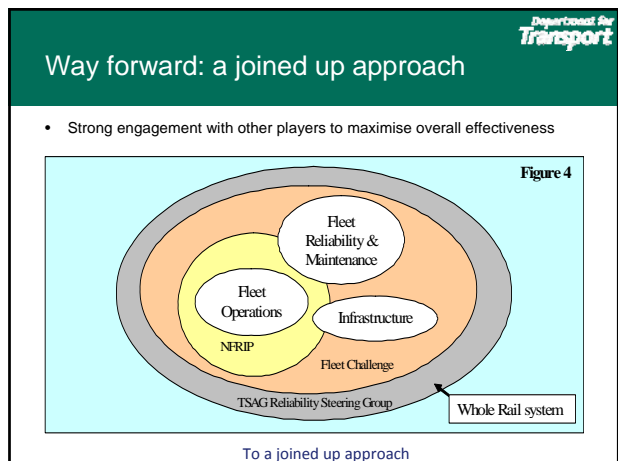 Department for
Transport
Way forward: a joined up approach
• Strong engagement with other players to maximise overall effectiveness
Figure 4
Fleet
Reliability &
Maintenance
Fleet
Operations
Infrastructure
NFRIP
Fleet Challenge
TSAG Reliability Steering Group
Whole Rail system
To a joined up approach